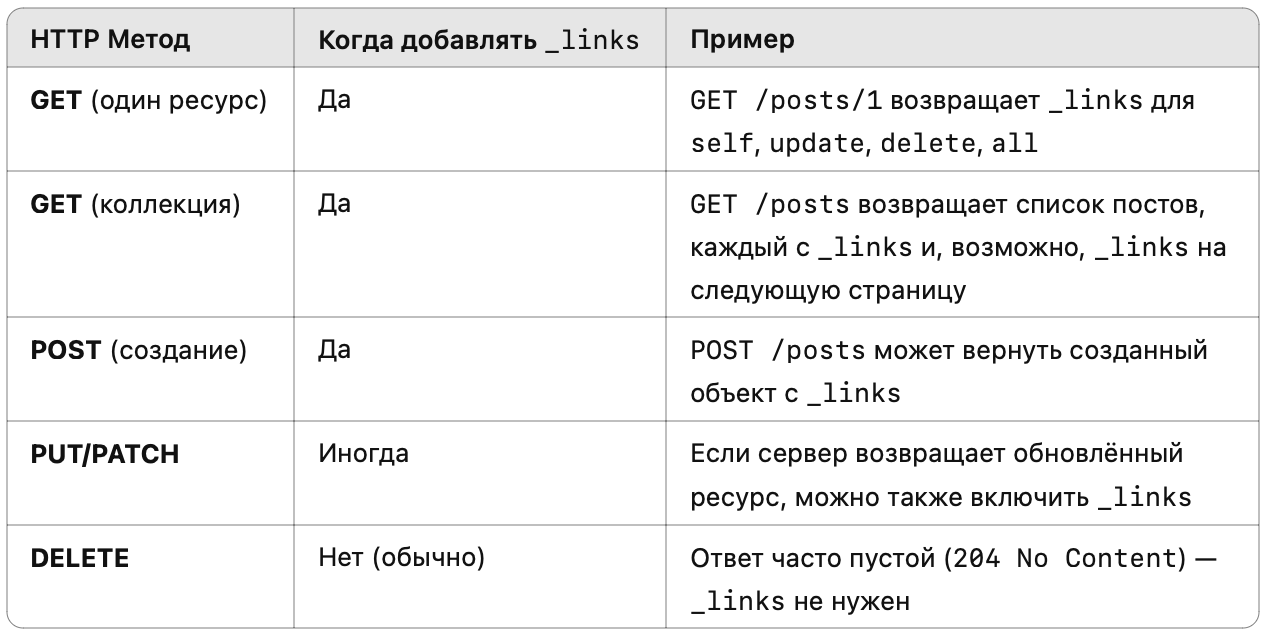 HTTP Метод Когда добавлять _links Пример
GET (один ресурс) Да GET /posts/1 возвращает _links для
self, update, delete, all
GET (коллекция) Да GET /posts возвращает список постов,
каждый с _links и, возможно, _links на
следующую страницу
POST (создание) Да POST /posts может вернуть созданный
объект с _links
PUT/PATCH Иногда Если сервер возвращает обновлённый
ресурс, можно также включить _links
DELETE Нет (обычно) Ответ часто пустой (204 No Content) —
_links не нужен